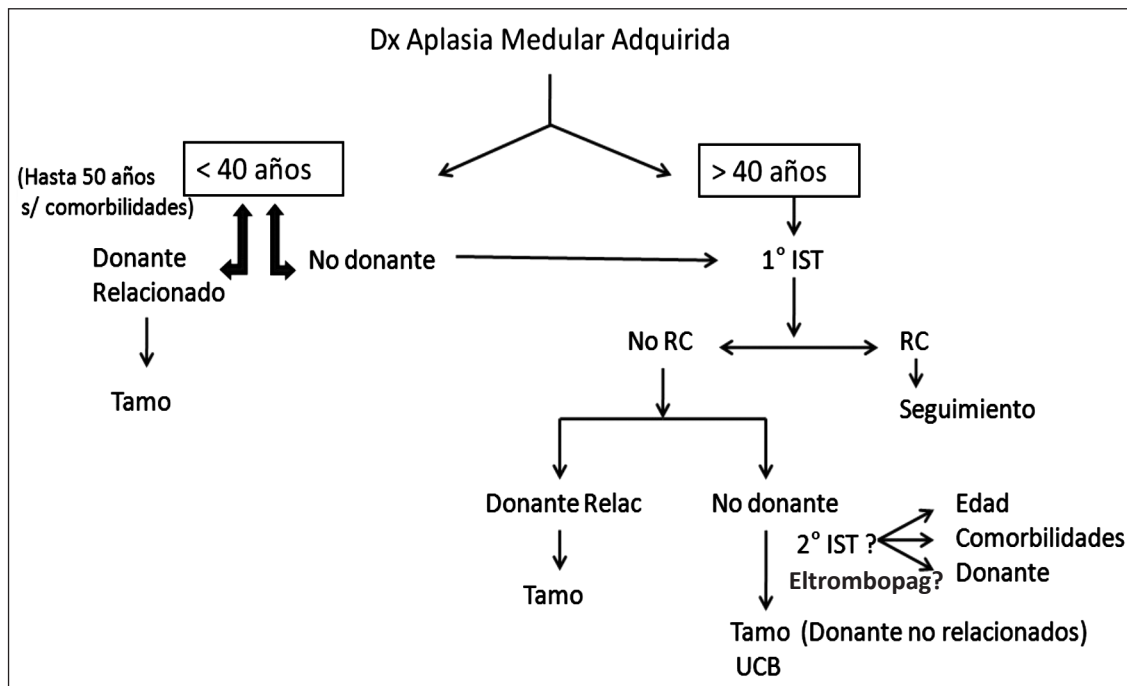 Dx Aplasia Medular Adquirida
(Hasta 50 años
s/ comorbilidades)
< 40 años
> 40 años
Donante
Relacionado
No donante
1° IST
Tamo
No RC
RC
Seguimiento
Donante Relac
No donante
2° IST ?
Eltrombopag?
Edad
Comorbilidades
Donante
Tamo
Tamo (Donante no relacionados)
UCB